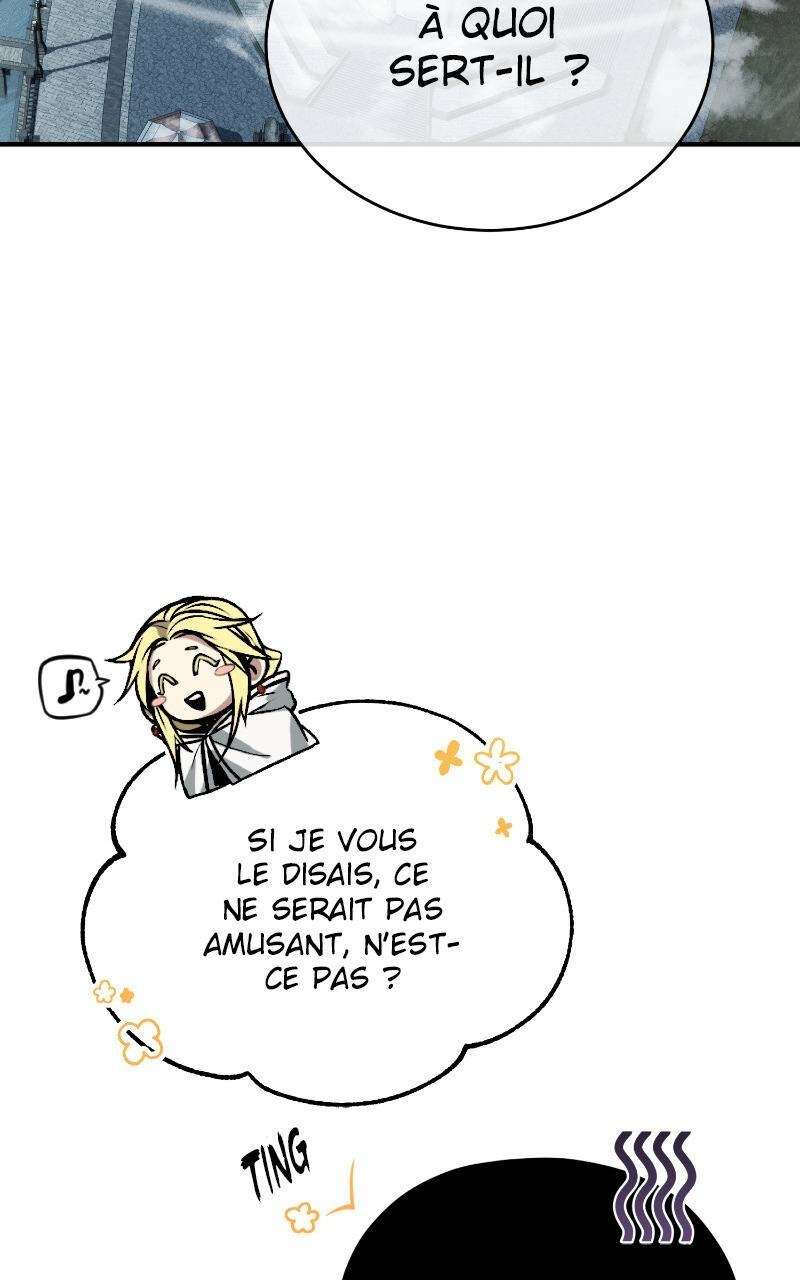 À QUOI
SERT-IL ?
SI JE VOUS
LE DISAIS, CE
NE SERAIT PAS
AMUSANT, N'EST-
CE PAS ?
TING